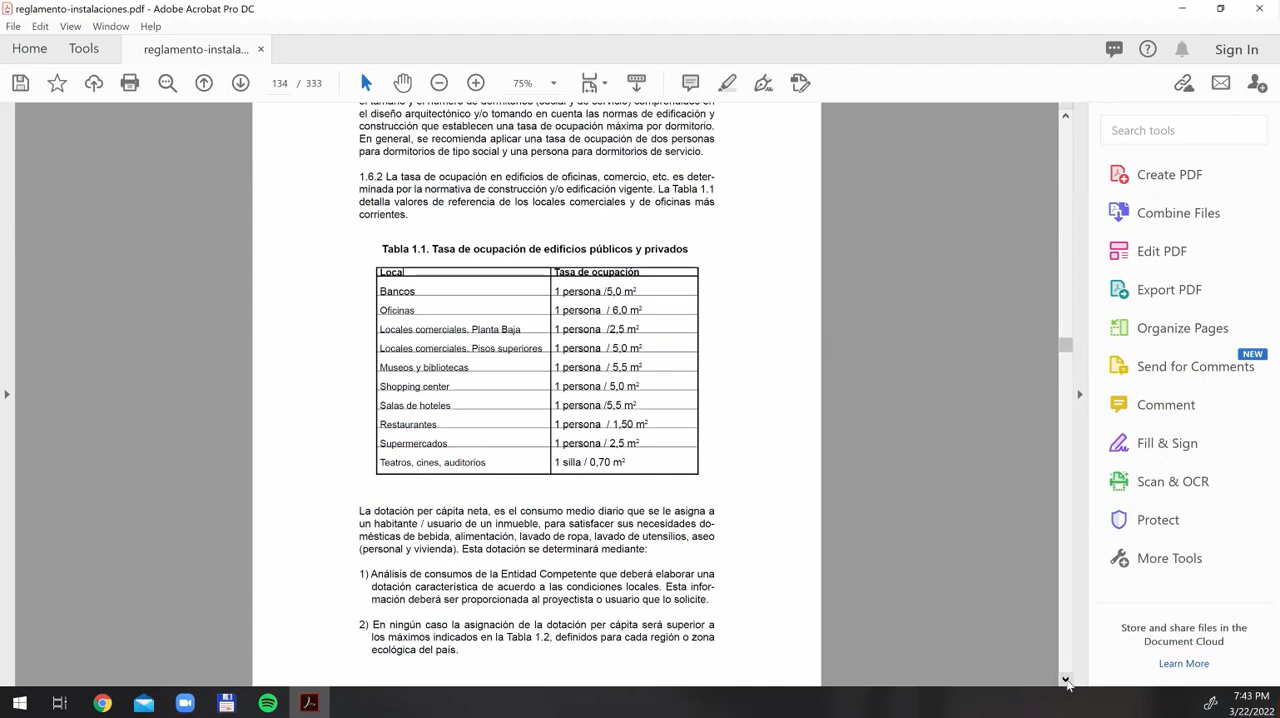 reglamento-instalaciones.pdf - Adobe Acrobat Pro DC
File Edit View Window Help
Home Tools reglamento-instala... ×
134 / 333 75% Sign In
el tamaño y el número de dormitorios (social y de servicio) comprendidos en
el diseño arquitectónico y/o tomando en cuenta las normas de edificación y
construcción que establecen una tasa de ocupación máxima por dormitorio.
En general, se recomienda aplicar una tasa de ocupación de dos personas
para dormitorios de tipo social y una persona para dormitorios de servicio.
1.6.2 La tasa de ocupación en edificios de oficinas, comercio, etc. es deter-
minada por la normativa de construcción y/o edificación vigente. La Tabla 1.1
detalla valores de referencia de los locales comerciales y de oficinas más
corrientes.
Tabla 1.1. Tasa de ocupación de edificios públicos y privados
Local Tasa de ocupación
Bancos 1 persona /5,0 m²
Oficinas 1 persona / 6,0 m²
Locales comerciales. Planta Baja 1 persona /2,5 m²
Locales comerciales. Pisos superiores 1 persona / 5,0 m²
Museos y bibliotecas 1 persona / 5,5 m²
Shopping center 1 persona / 5,0 m²
Salas de hoteles 1 persona /5,5 m²
Restaurantes 1 persona / 1,50 m²
Supermercados 1 persona / 2,5 m²
Teatros, cines, auditorios 1 silla / 0,70 m²
La dotación per cápita neta, es el consumo medio diario que se le asigna a
un habitante / usuario de un inmueble, para satisfacer sus necesidades do-
mésticas de bebida, alimentación, lavado de ropa, lavado de utensilios, aseo
(personal y vivienda). Esta dotación se determinará mediante:
1) Análisis de consumos de la Entidad Competente que deberá elaborar una
dotación característica de acuerdo a las condiciones locales. Esta infor-
mación deberá ser proporcionada al proyectista o usuario que lo solicite.
2) En ningún caso la asignación de la dotación per cápita será superior a
los máximos indicados en la Tabla 1.2, definidos para cada región o zona
ecológica del país.
Search tools
Create PDF
Combine Files
Edit PDF
Export PDF
Organize Pages
NEW
Send for Comments
Comment
Fill & Sign
Scan & OCR
Protect
More Tools
Store and share files in the
Document Cloud
Learn More
7:43 PM
3/22/2022